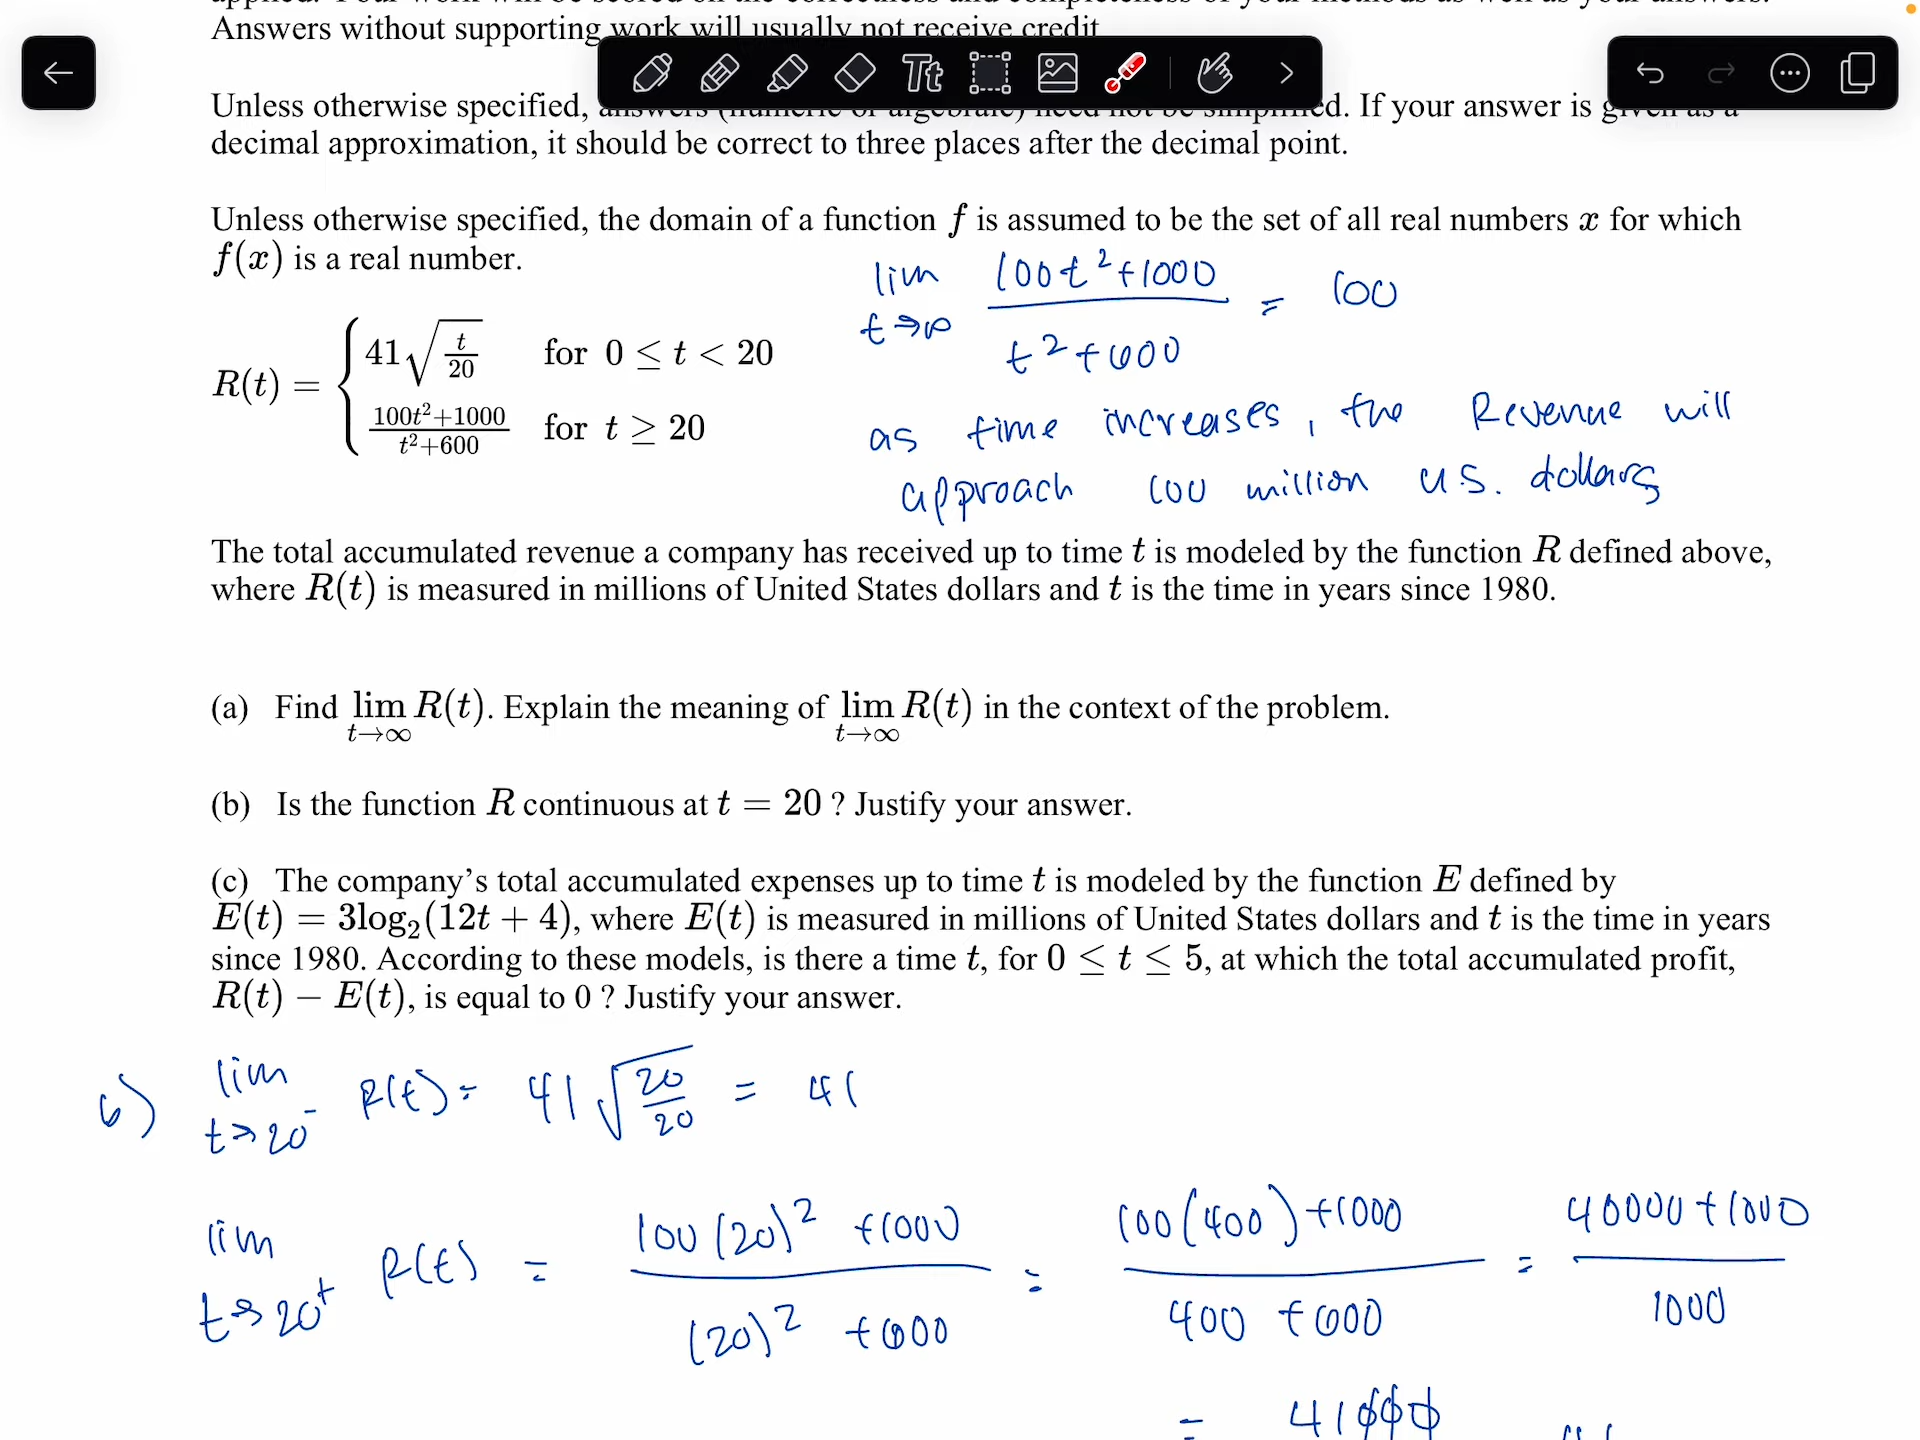 Answers without supporting work will usually not receive credit
Tt
Unless otherwise specified, answers (numeric or algebraic) need not be simplified. If your answer is given as a
decimal approximation, it should be correct to three places after the decimal point.
Unless otherwise specified, the domain of a function f is assumed to be the set of all real numbers x for which
f(x) is a real number.
lim t→∞ (100t²+1000)/(t²+600) = 100
R(t) = { 41√(t/20) for 0 ≤ t < 20
(100t²+1000)/(t²+600) for t ≥ 20
as time increases, the Revenue will
approach 100 million U.S. dollars
The total accumulated revenue a company has received up to time t is modeled by the function R defined above,
where R(t) is measured in millions of United States dollars and t is the time in years since 1980.
(a) Find lim t→∞ R(t). Explain the meaning of lim t→∞ R(t) in the context of the problem.
(b) Is the function R continuous at t = 20 ? Justify your answer.
(c) The company's total accumulated expenses up to time t is modeled by the function E defined by
E(t) = 3log₂(12t + 4), where E(t) is measured in millions of United States dollars and t is the time in years
since 1980. According to these models, is there a time t, for 0 ≤ t ≤ 5, at which the total accumulated profit,
R(t) − E(t), is equal to 0 ? Justify your answer.
b) lim t→20⁻ R(t) = 41√(20/20) = 41
lim t→20⁺ R(t) = (100(20)²+1000)/((20)²+600) = (100(400)+1000)/(400+600) = (40000+1000)/1000
= 41000